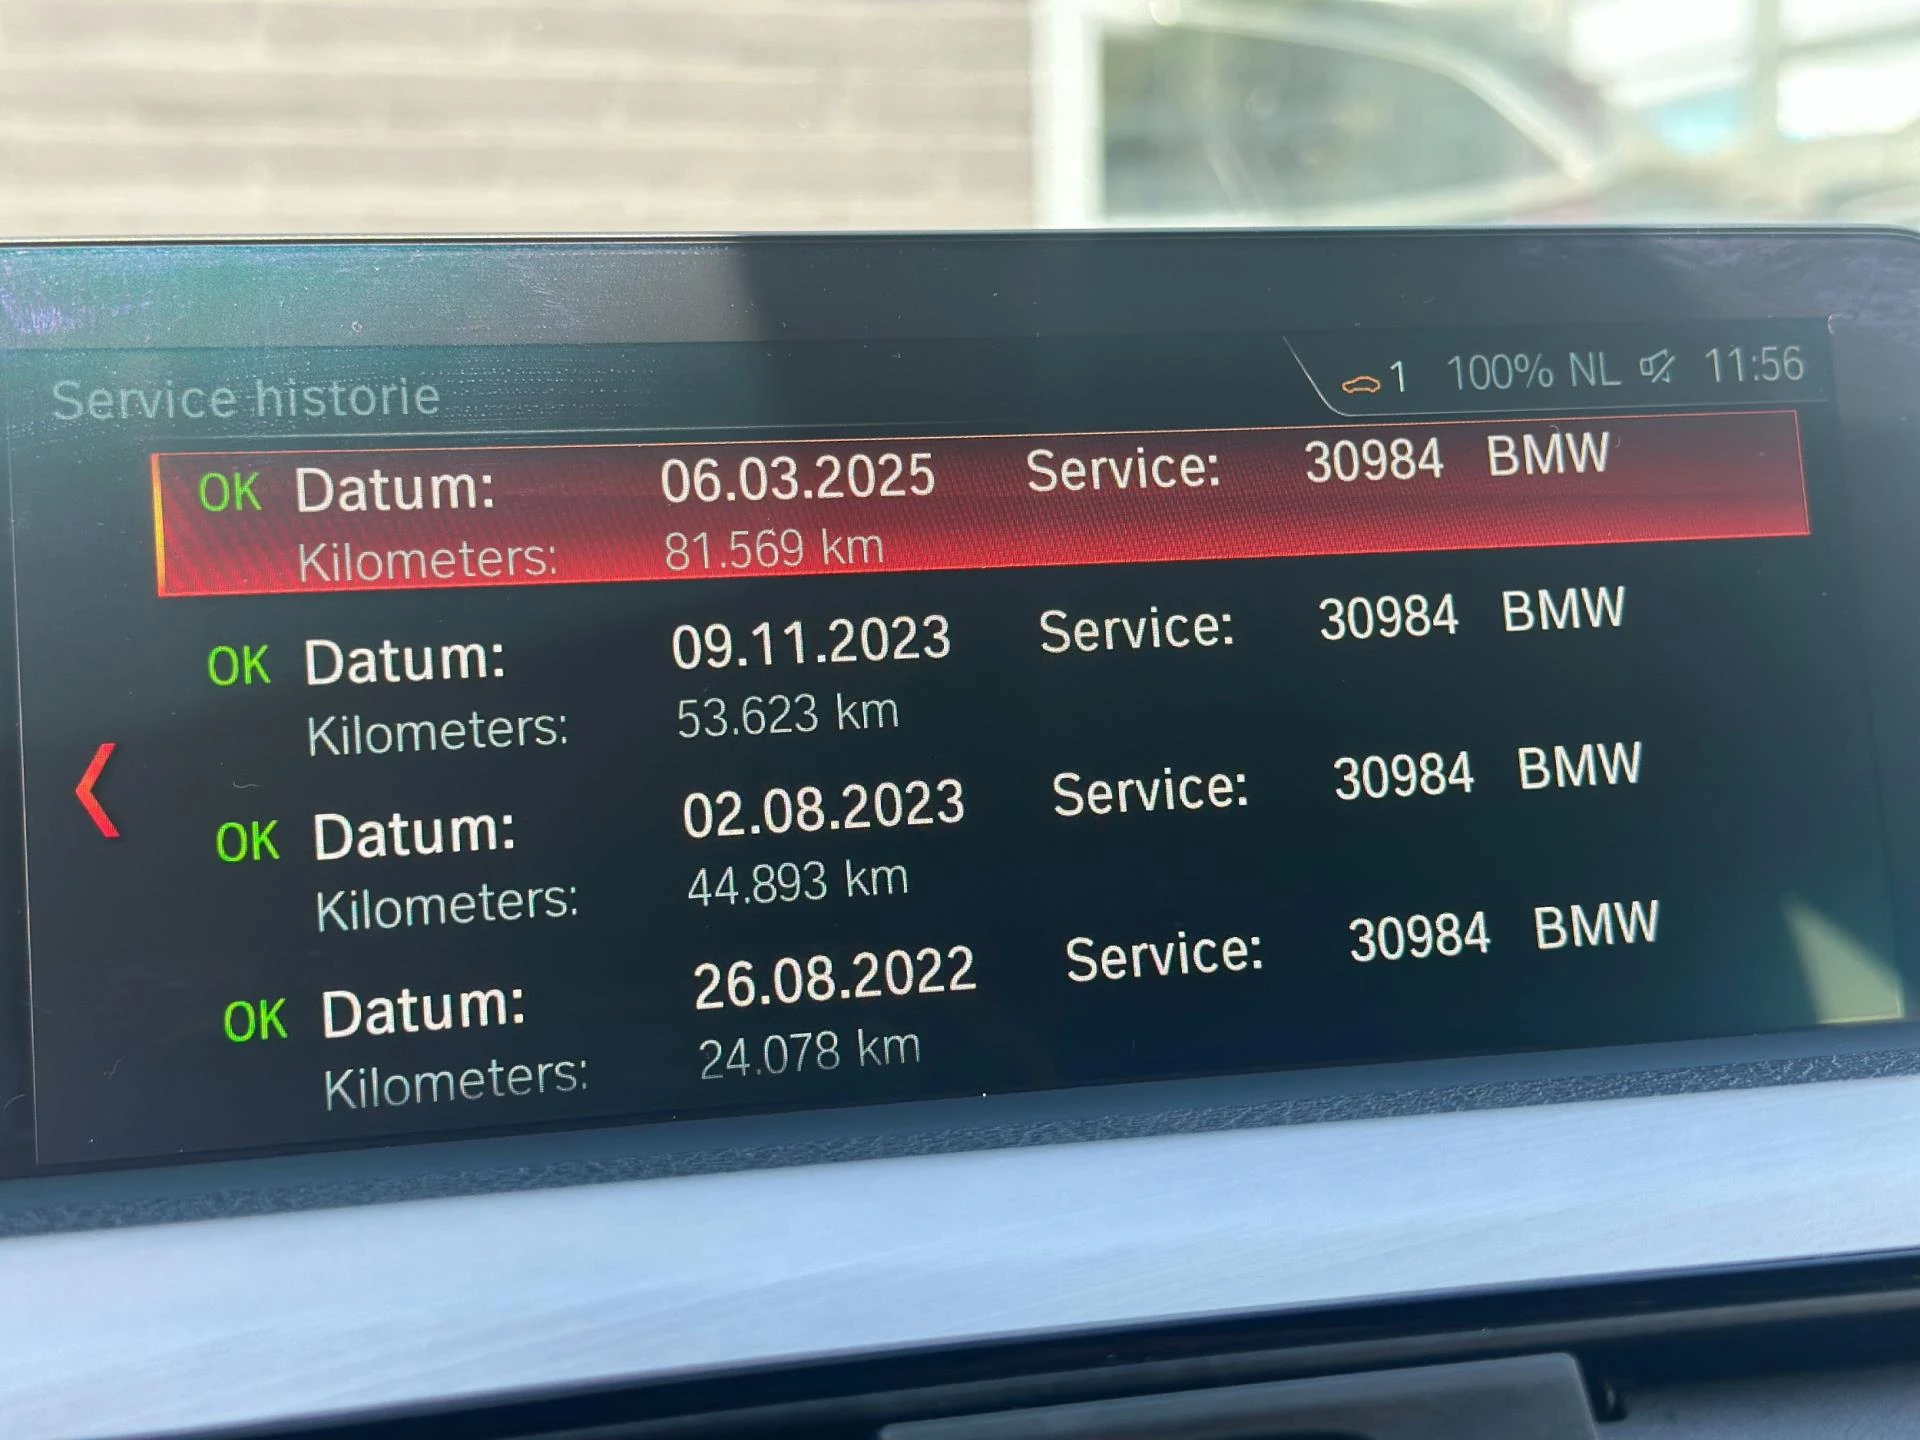 Service historie 1 100% NL 11:56
OK Datum: 06.03.2025 Service: 30984 BMW
Kilometers: 81.569 km
OK Datum: 09.11.2023 Service: 30984 BMW
Kilometers: 53.623 km
OK Datum: 02.08.2023 Service: 30984 BMW
Kilometers: 44.893 km
OK Datum: 26.08.2022 Service: 30984 BMW
Kilometers: 24.078 km